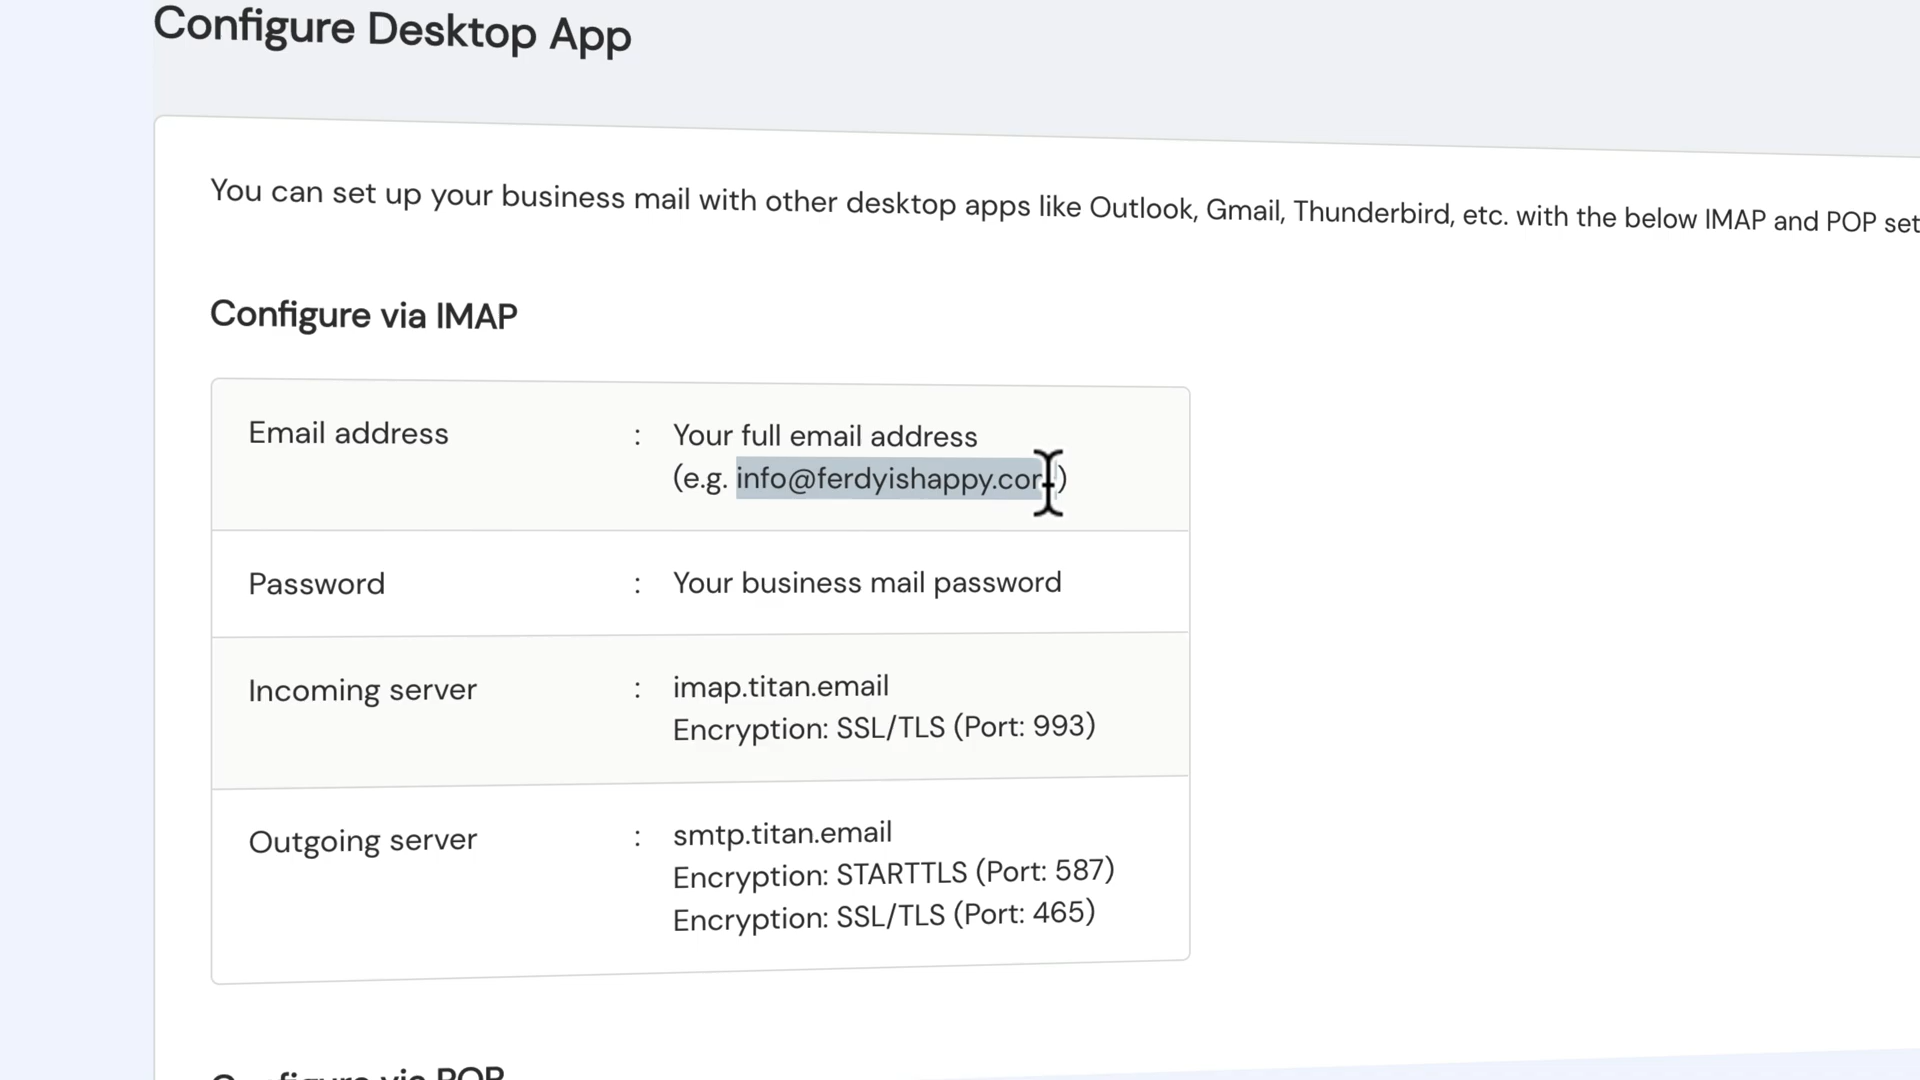 Configure Desktop App
You can set up your business mail with other desktop apps like Outlook, Gmail, Thunderbird, etc. with the below IMAP and POP set
Configure via IMAP
Email address : Your full email address
(e.g. info@ferdyishappy.com)
Password : Your business mail password
Incoming server : imap.titan.email
Encryption: SSL/TLS (Port: 993)
Outgoing server : smtp.titan.email
Encryption: STARTTLS (Port: 587)
Encryption: SSL/TLS (Port: 465)
Configure via POP